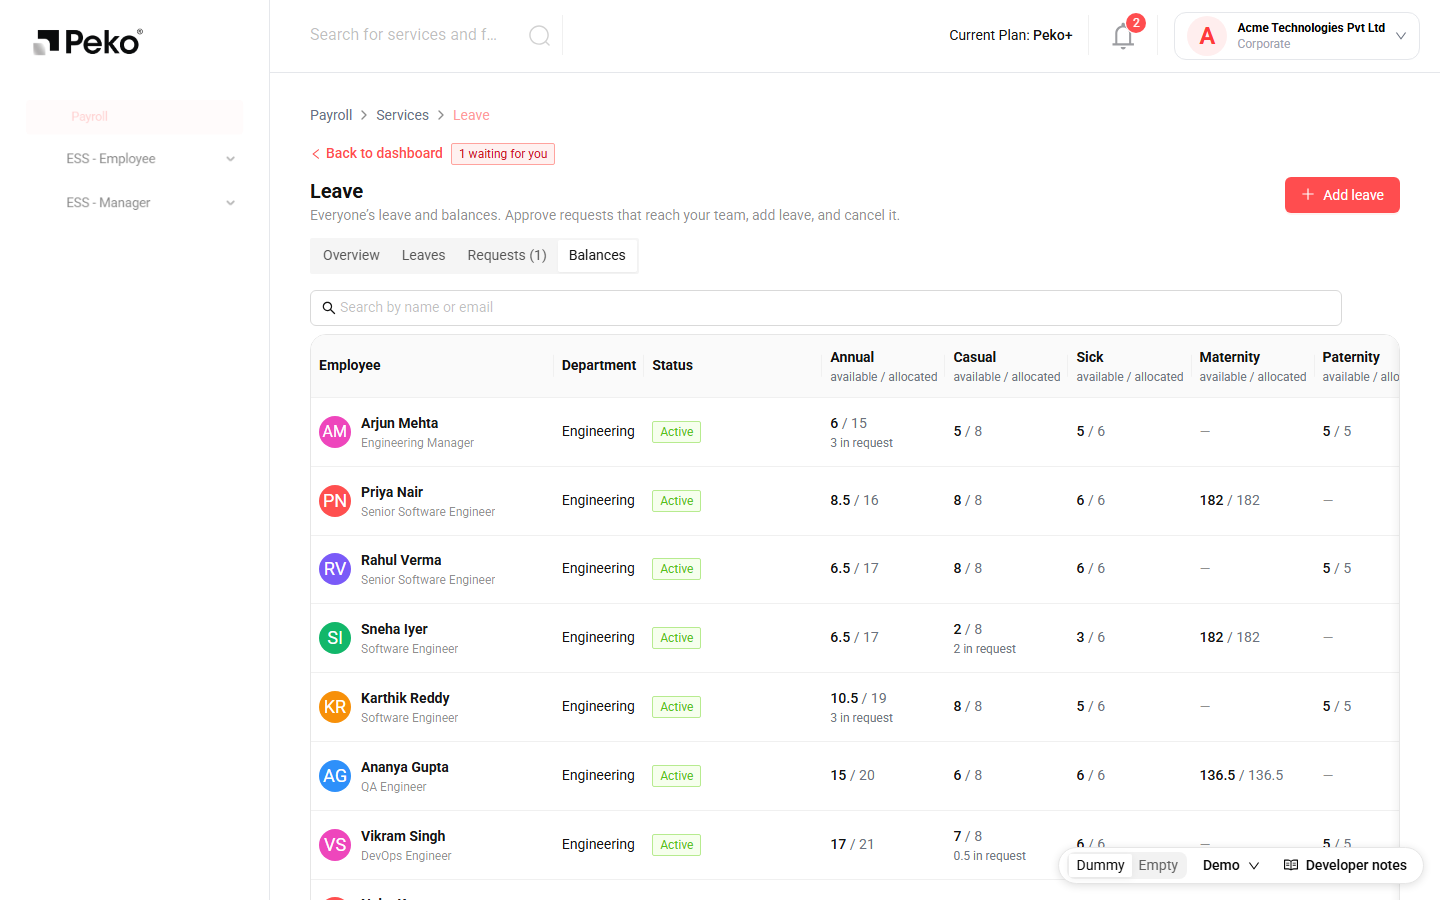 Peko®
Search for services and f...
Current Plan: Peko+
2
A
Acme Technologies Pvt Ltd
Corporate
Payroll
ESS - Employee
ESS - Manager
Payroll > Services > Leave
< Back to dashboard
1 waiting for you
Leave
Everyone's leave and balances. Approve requests that reach your team, add leave, and cancel it.
+ Add leave
Overview Leaves Requests (1) Balances
Search by name or email
Employee Department Status Annual Casual Sick Maternity Paternity
available / allocated available / allocated available / allocated available / allocated available / allo
AM Arjun Mehta Engineering Active 6 / 15 5 / 8 5 / 6 — 5 / 5
Engineering Manager 3 in request
PN Priya Nair Engineering Active 8.5 / 16 8 / 8 6 / 6 182 / 182 —
Senior Software Engineer
RV Rahul Verma Engineering Active 6.5 / 17 8 / 8 6 / 6 — 5 / 5
Senior Software Engineer
SI Sneha Iyer Engineering Active 6.5 / 17 2 / 8 3 / 6 182 / 182 —
Software Engineer 2 in request
KR Karthik Reddy Engineering Active 10.5 / 19 8 / 8 5 / 6 — 5 / 5
Software Engineer 3 in request
AG Ananya Gupta Engineering Active 15 / 20 6 / 8 6 / 6 136.5 / 136.5 —
QA Engineer
VS Vikram Singh Engineering Active 17 / 21 7 / 8 6 / 6 — 5 / 5
DevOps Engineer 0.5 in request
Dummy Empty Demo Developer notes